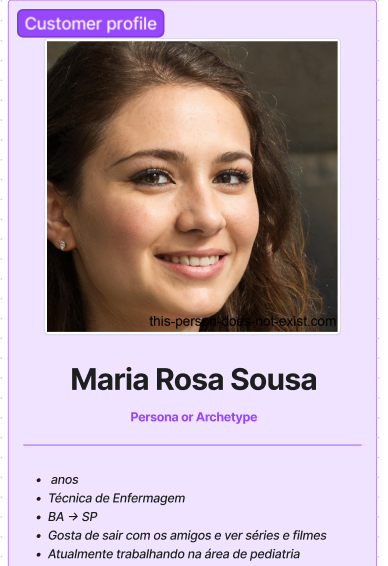 Customer profile
this-person-does-not-exist.com
Maria Rosa Sousa
Persona or Archetype
• anos
• Técnica de Enfermagem
• BA → SP
• Gosta de sair com os amigos e ver séries e filmes
• Atualmente trabalhando na área de pediatria